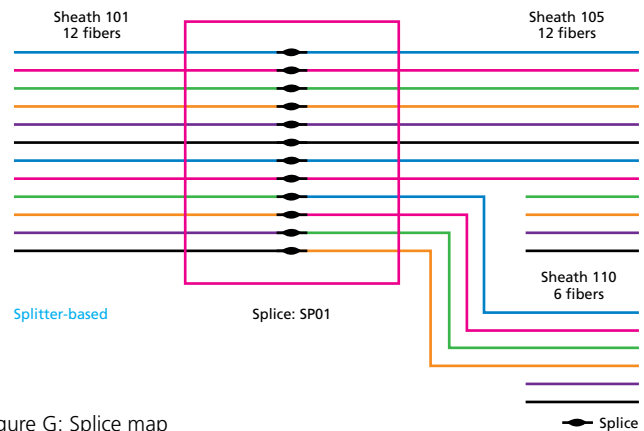 Sheath 101
12 fibers
Sheath 105
12 fibers
Sheath 110
6 fibers
Splitter-based
Splice: SP01
Splice
gure G: Splice map